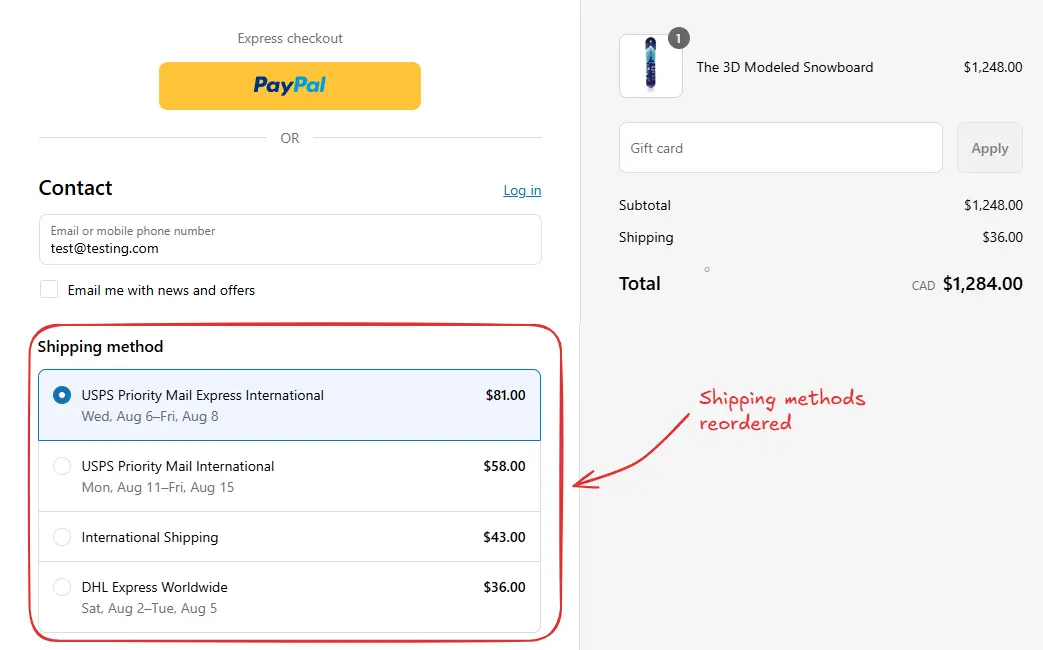 Express checkout
PayPal
OR
Contact
Log in
Email or mobile phone number
test@testing.com
Email me with news and offers
Shipping method
USPS Priority Mail Express International $81.00
Wed, Aug 6–Fri, Aug 8
USPS Priority Mail International $58.00
Mon, Aug 11–Fri, Aug 15
International Shipping $43.00
DHL Express Worldwide $36.00
Sat, Aug 2–Tue, Aug 5
1
The 3D Modeled Snowboard $1,248.00
Gift card
Apply
Subtotal $1,248.00
Shipping $36.00
Total CAD $1,284.00
Shipping methods
reordered